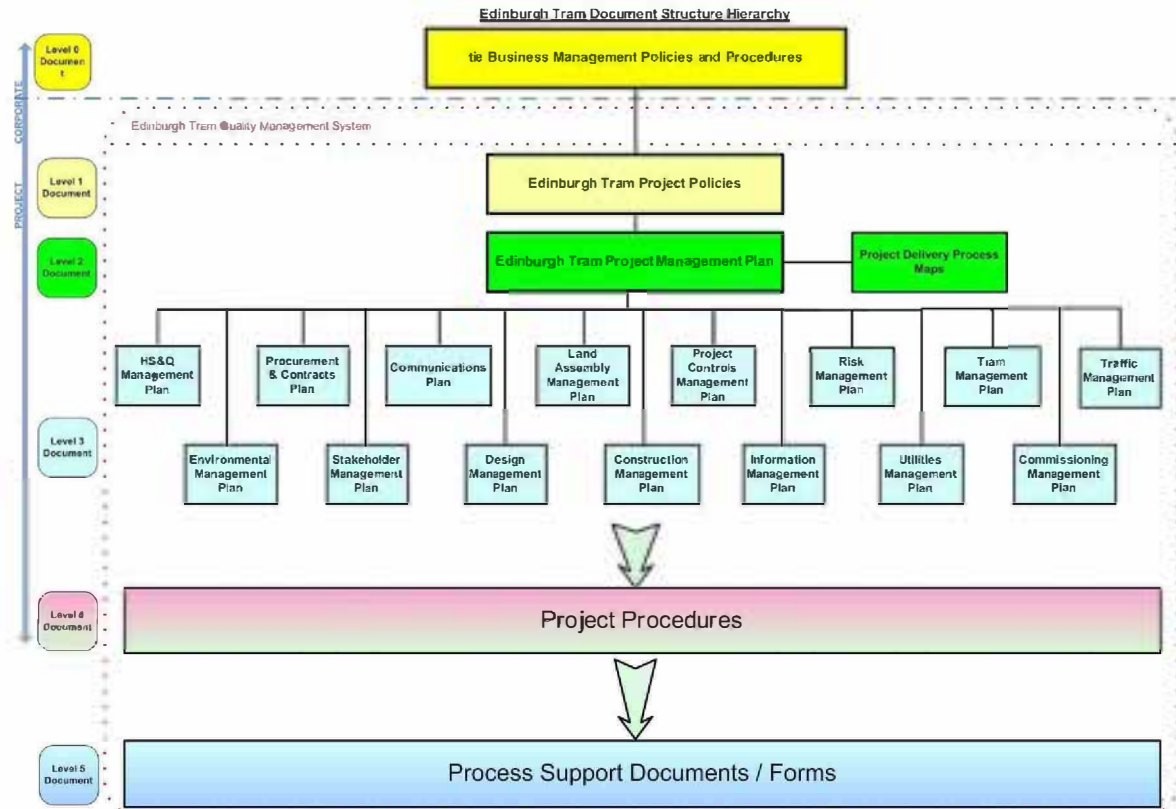 Edinburgh Tram Document Structure Hierarchy
Level 0
Documen
t
tie Business Management Policies and Procedures
CORPORATE
PROJECT
Edinburgh Tram Quality Management System
Level 1
Document
Edinburgh Tram Project Policies
Level 2
Document
Edinburgh Tram Project Management Plan
Project Delivery Process
Maps
HS&Q
Management
Plan
Procurement
& Contracts
Plan
Communications
Plan
Land
Assembly
Management
Plan
Project
Controls
Management
Plan
Risk
Management
Plan
Tram
Management
Plan
Traffic
Management
Plan
Level 3
Document
Environmental
Management
Plan
Stakeholder
Management
Plan
Design
Management
Plan
Construction
Management
Plan
Information
Management
Plan
Utilities
Management
Plan
Commissioning
Management
Plan
Level 4
Document
Project Procedures
Level 5
Document
Process Support Documents / Forms